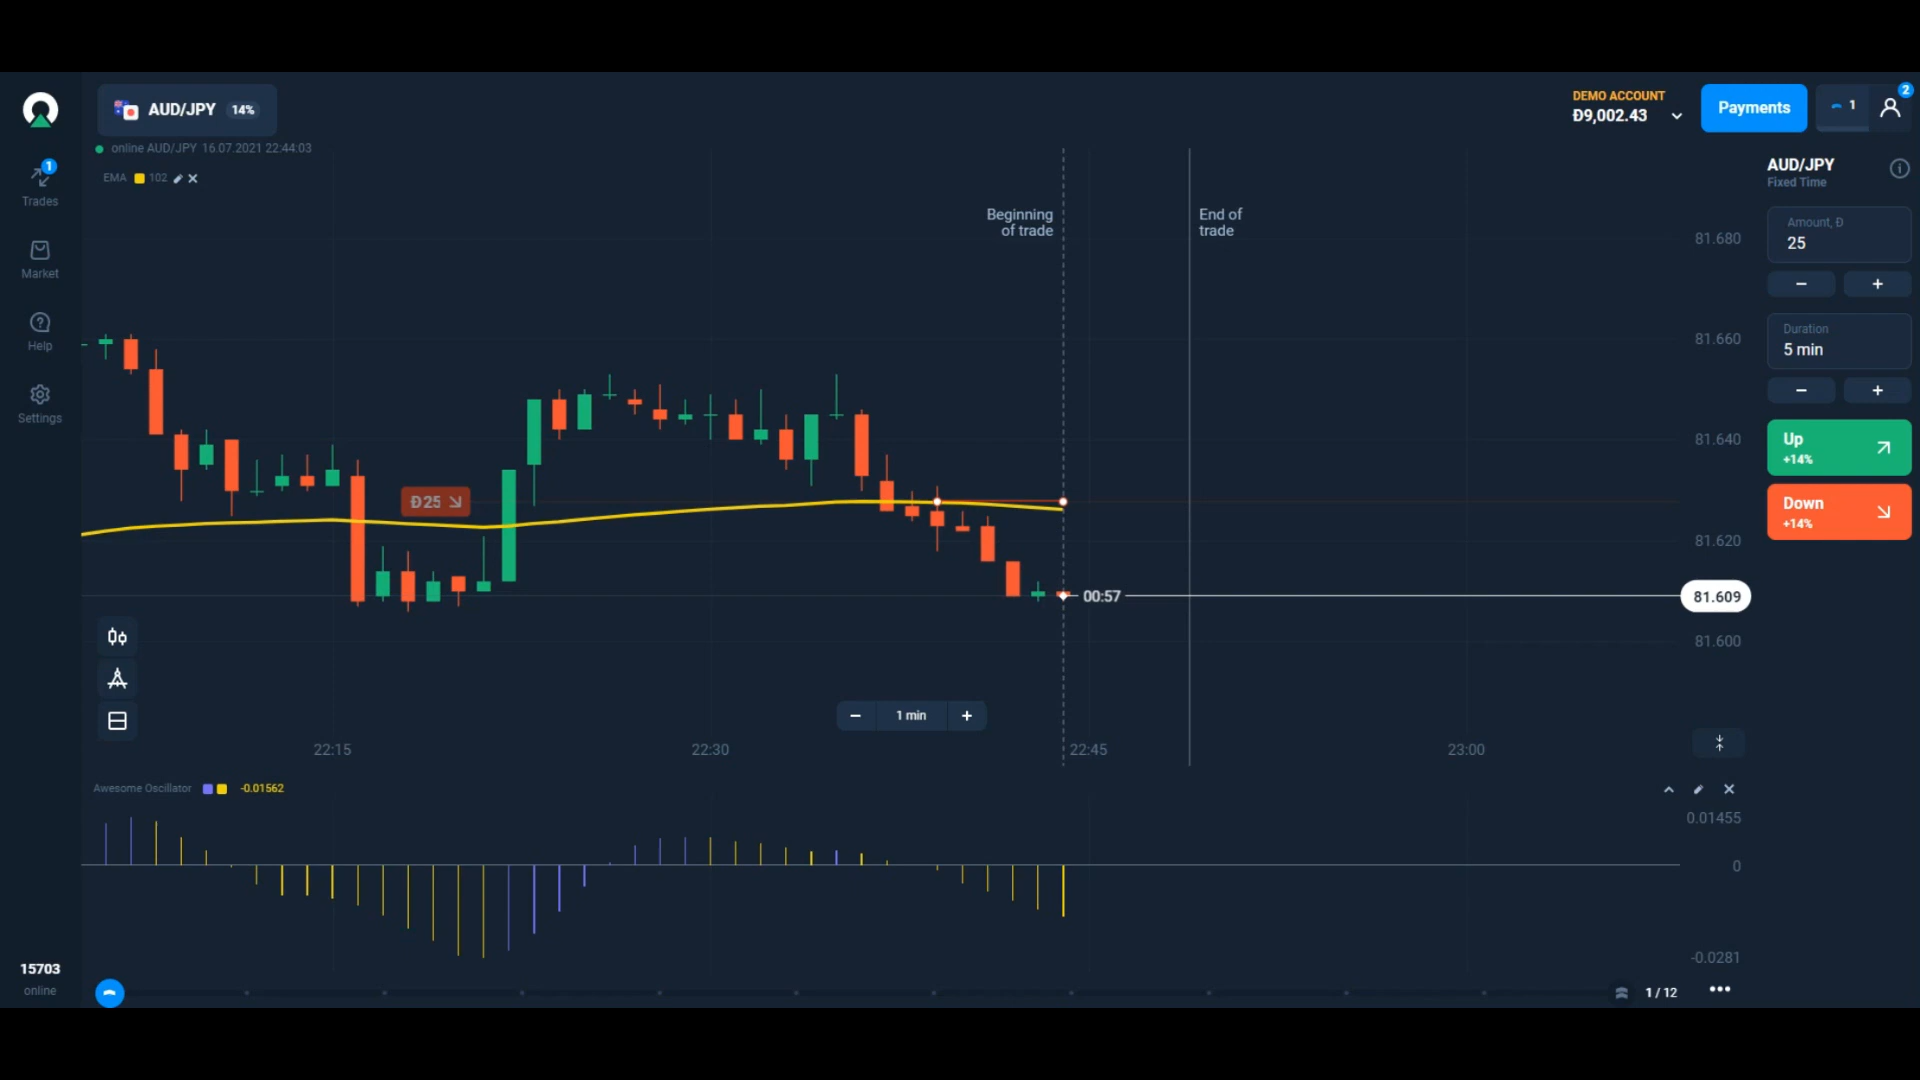 AUD/JPY 14%
DEMO ACCOUNT
Đ9,002.43
Payments
1
2
online AUD/JPY 16.07.2021 22:44:03
EMA 102
1
Trades
Market
Help
Settings
15703
online
Beginning
of trade
End of
trade
Đ25
00:57
81.680
81.660
81.640
81.620
81.609
81.600
1 min
22:15
22:30
22:45
23:00
Awesome Oscillator -0.01562
0.01455
0
-0.0281
1 / 12
AUD/JPY
Fixed Time
Amount, Đ
25
Duration
5 min
Up
+14%
Down
+14%